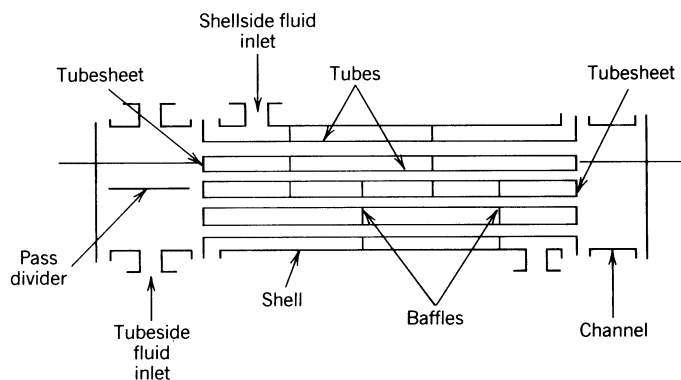 Shellside fluid
inlet
Tubesheet
Tubes
Tubesheet
Pass
divider
Shell
Baffles
Channel
Tubeside
fluid
inlet